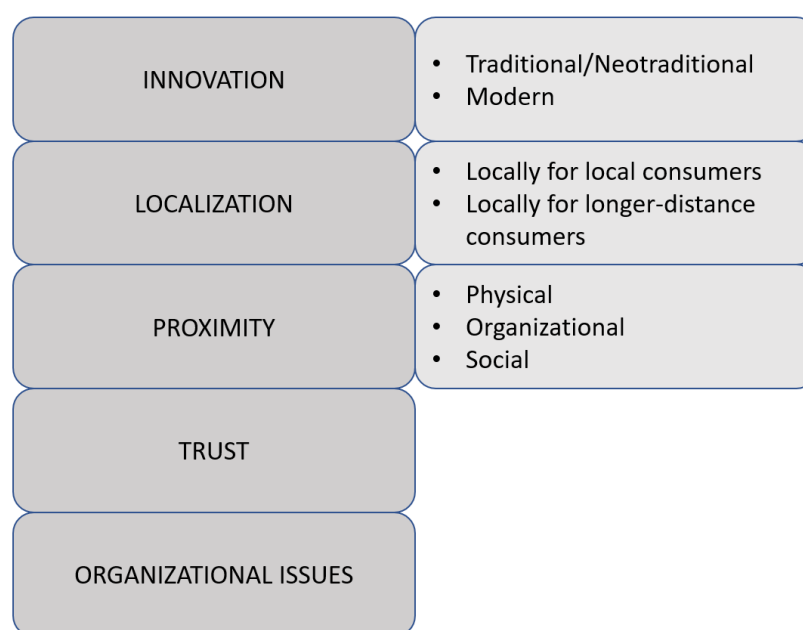 INNOVATION
• Traditional/Neotraditional
• Modern
LOCALIZATION
• Locally for local consumers
• Locally for longer-distance
consumers
PROXIMITY
• Physical
• Organizational
• Social
TRUST
ORGANIZATIONAL ISSUES